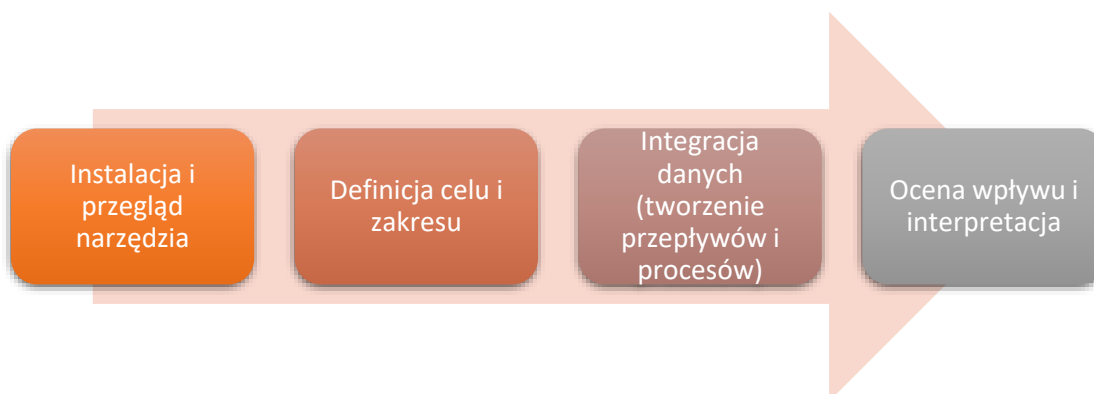 Instalacja i
przegląd
narzędzia
Definicja celu i
zakresu
Integracja
danych
(tworzenie
przepływów i
procesów)
Ocena wpływu i
interpretacja